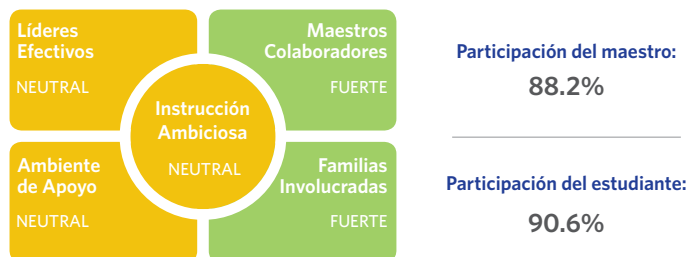 Líderes
Efectivos
NEUTRAL
Maestros
Colaboradores
FUERTE
Instrucción
Ambiciosa
NEUTRAL
Ambiente
de Apoyo
NEUTRAL
Familias
Involucradas
FUERTE
Participación del maestro:
88.2%
Participación del estudiante:
90.6%